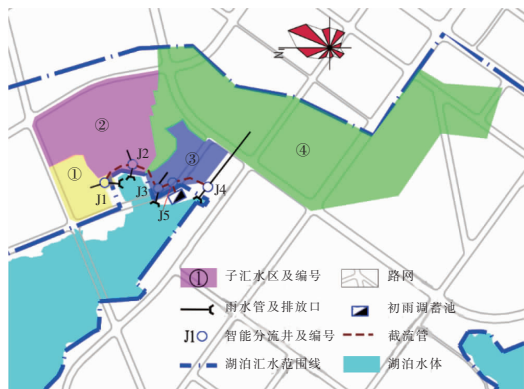 N
②
④
③
①
J2
J1
J3
J4
J5
① 子汇水区及编号
路网
雨水管及排放口
初雨调蓄池
J1 智能分流井及编号
截流管
湖泊汇水范围线
湖泊水体